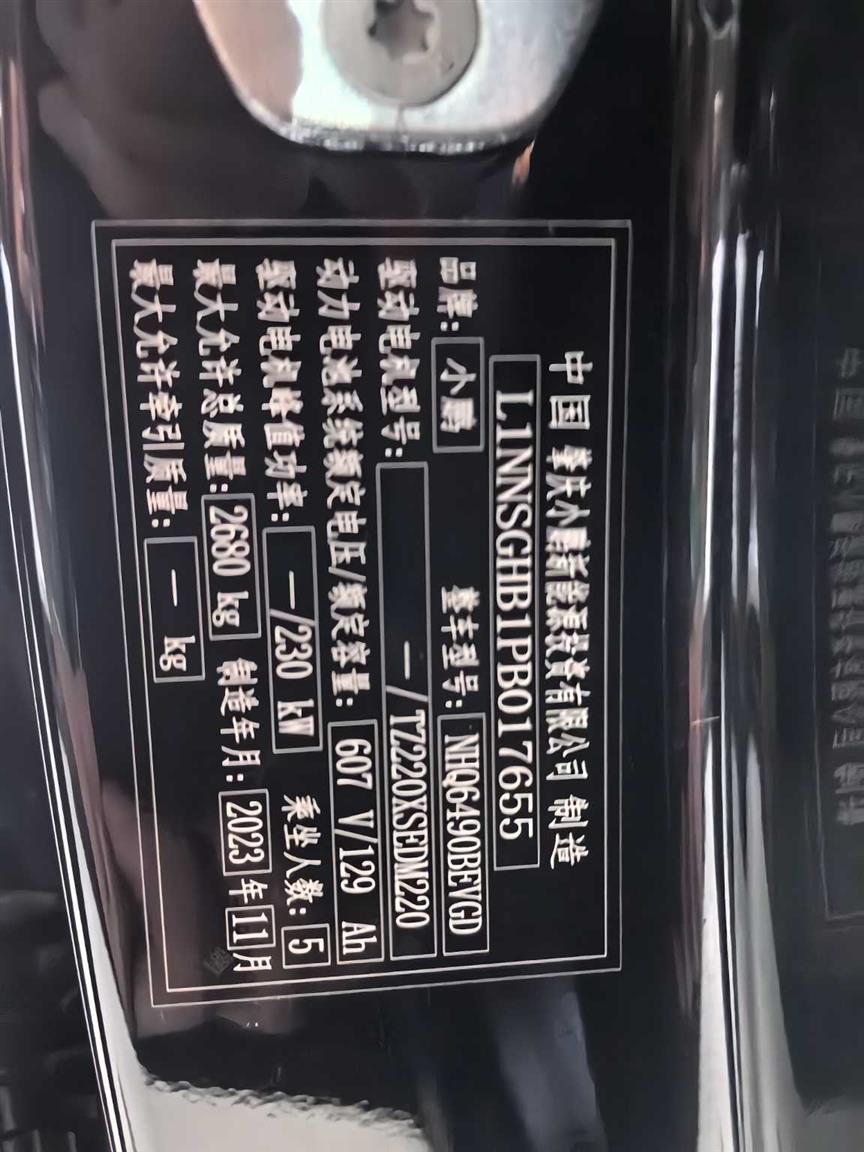 中国 肇庆小鹏新能源投资有限公司 制造
L1NNSGHB1PB017655
品牌: 小鹏 整车型号: NHQ6490BEVGD
驱动电机型号: —/TZ220XSEDM220
动力电池系统额定电压/额定容量: 607 V/129 Ah
驱动电机峰值功率: —/230 kW 乘坐人数: 5
最大允许总质量: 2680 kg 制造年月: 2023年11月
最大允许牵引质量: — kg